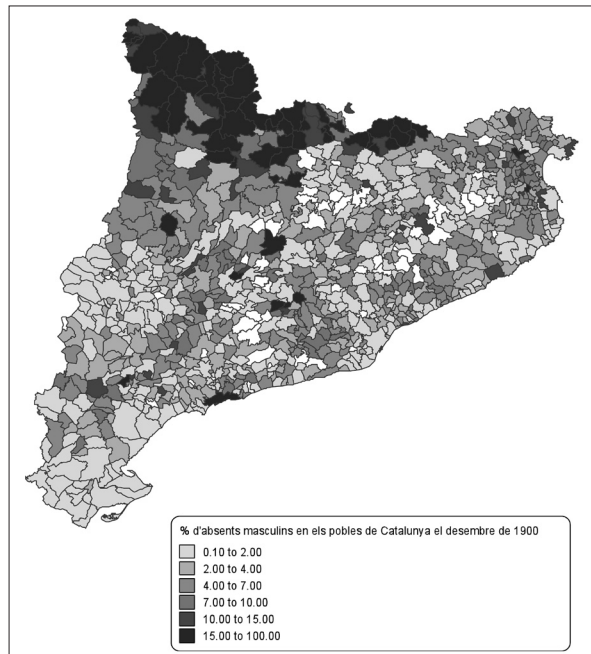 % d'absents masculins en els pobles de Catalunya el desembre de 1900
0.10 to 2.00
2.00 to 4.00
4.00 to 7.00
7.00 to 10.00
10.00 to 15.00
15.00 to 100.00